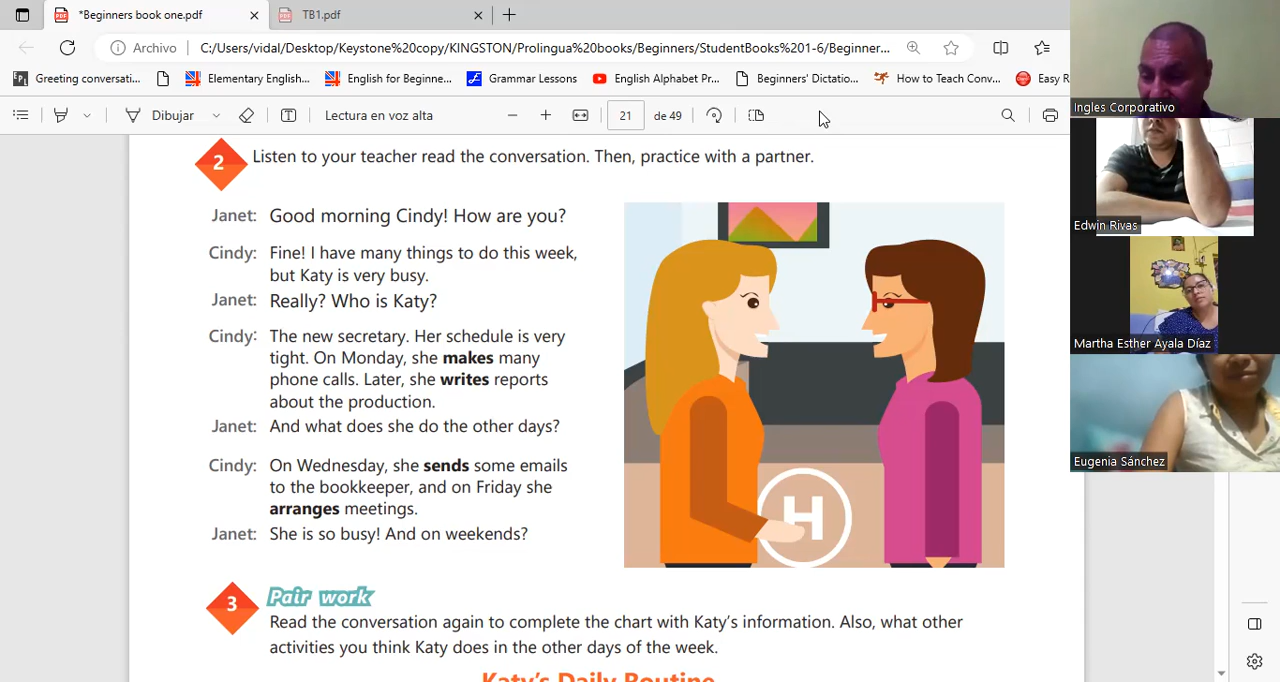 *Beginners book one.pdf
TB1.pdf
Archivo
C:/Users/vidal/Desktop/Keystone%20copy/KINGSTON/Prolingua%20books/Beginners/StudentBooks%201-6/Beginner...
Greeting conversati...
Elementary English...
English for Beginne...
Grammar Lessons
English Alphabet Pr...
Beginners' Dictatio...
How to Teach Conv...
Easy R
Dibujar
Lectura en voz alta
21
de 49
2
Listen to your teacher read the conversation. Then, practice with a partner.
Janet: Good morning Cindy! How are you?
Cindy: Fine! I have many things to do this week,
but Katy is very busy.
Janet: Really? Who is Katy?
Cindy: The new secretary. Her schedule is very
tight. On Monday, she makes many
phone calls. Later, she writes reports
about the production.
Janet: And what does she do the other days?
Cindy: On Wednesday, she sends some emails
to the bookkeeper, and on Friday she
arranges meetings.
Janet: She is so busy! And on weekends?
H
3
Pair work
Read the conversation again to complete the chart with Katy's information. Also, what other
activities you think Katy does in the other days of the week.
Katy's Daily Routine
Ingles Corporativo
Edwin Rivas
Martha Esther Ayala Díaz
Eugenia Sánchez